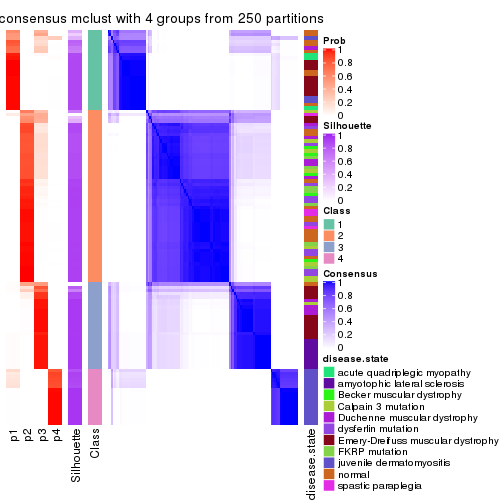 consensus mclust with 4 groups from 250 partitions
Prob
1
0.8
0.6
0.4
0.2
0
Silhouette
1
0.8
0.6
0.4
0.2
0
Class
1
2
3
4
Consensus
1
0.8
0.6
0.4
0.2
0
disease.state
acute quadriplegic myopathy
amyotophic lateral sclerosis
Becker muscular dystrophy
Calpain 3 mutation
Duchenne muscular dystrophy
dysferlin mutation
Emery-Dreifuss muscular dystrophy
FKRP mutation
juvenile dermatomyositis
normal
spastic paraplegia
p1
p2
p3
p4
Silhouette
Class
disease.state